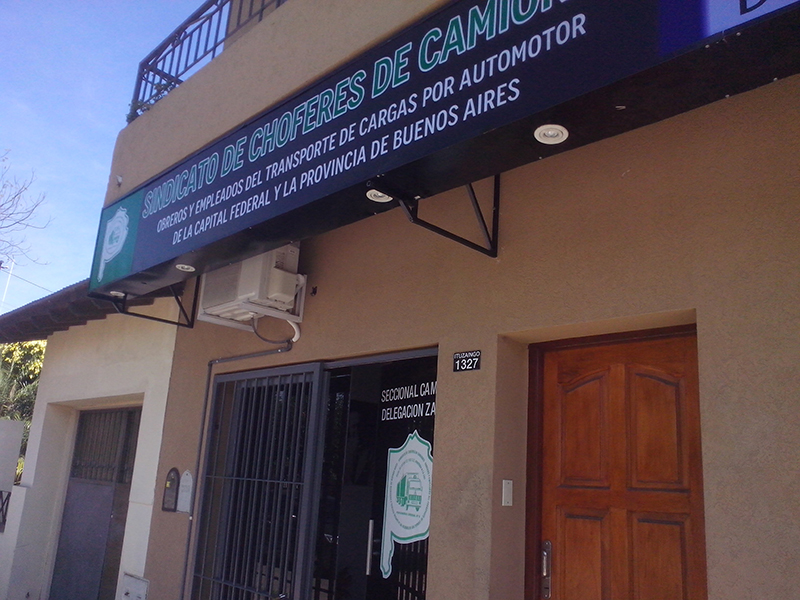 SINDICATO DE CHOFERES DE CAMION
OBREROS Y EMPLEADOS DEL TRANSPORTE DE CARGAS POR AUTOMOTOR
DE LA CAPITAL FEDERAL Y LA PROVINCIA DE BUENOS AIRES
ITUZAINGO
1327
SECCIONAL CAM
DELEGACION ZA